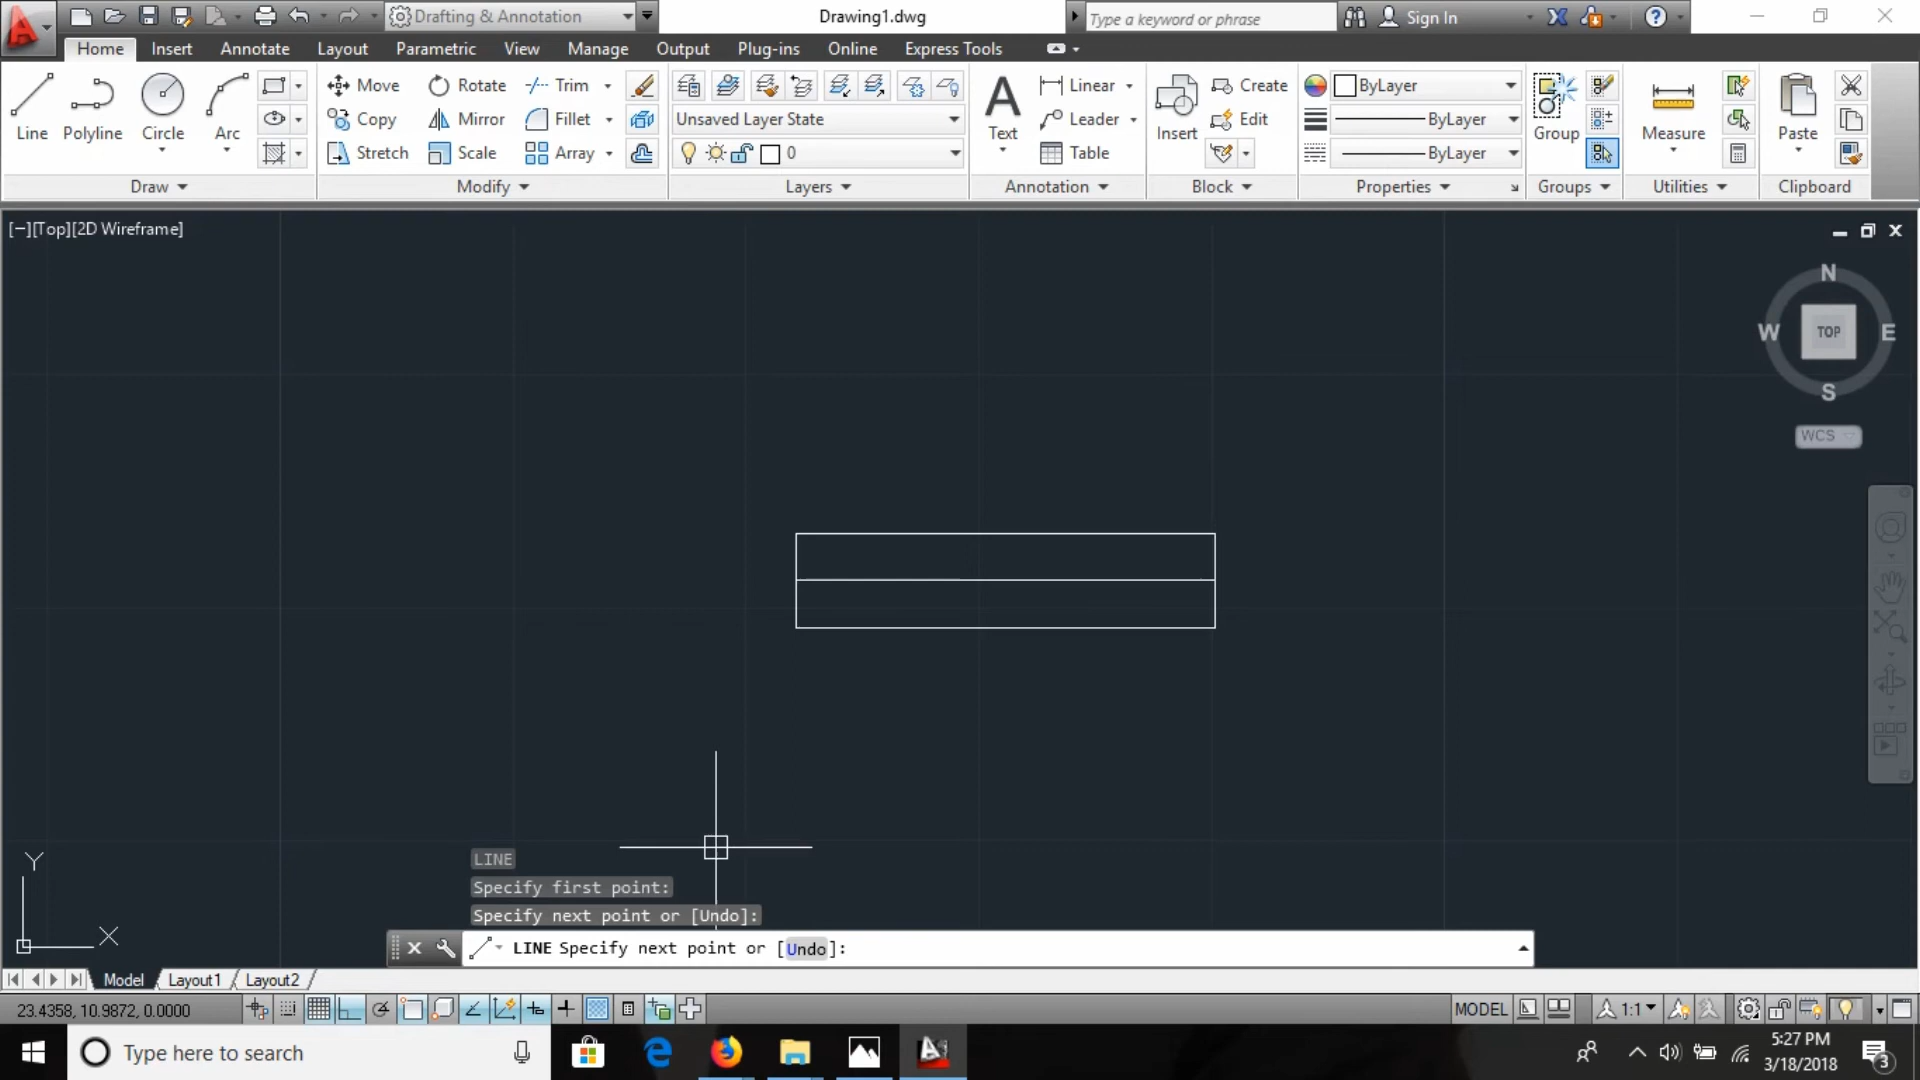 Drafting & Annotation
Drawing1.dwg
Type a keyword or phrase
Sign In
Home Insert Annotate Layout Parametric View Manage Output Plug-ins Online Express Tools
Move Rotate Trim Linear Create ByLayer
Copy Mirror Fillet Unsaved Layer State Leader Edit ByLayer
Line Polyline Circle Arc Text Insert Group Measure Paste
Stretch Scale Array 0 Table ByLayer
Draw Modify Layers Annotation Block Properties Groups Utilities Clipboard
[−][Top][2D Wireframe]
N
W TOP E
S
WCS
LINE
Y
Specify first point:
Specify next point or [Undo]:
X
LINE Specify next point or [Undo]:
Model Layout1 Layout2
23.4358, 10.9872, 0.0000
MODEL
1:1
Type here to search
5:27 PM
3/18/2018
3